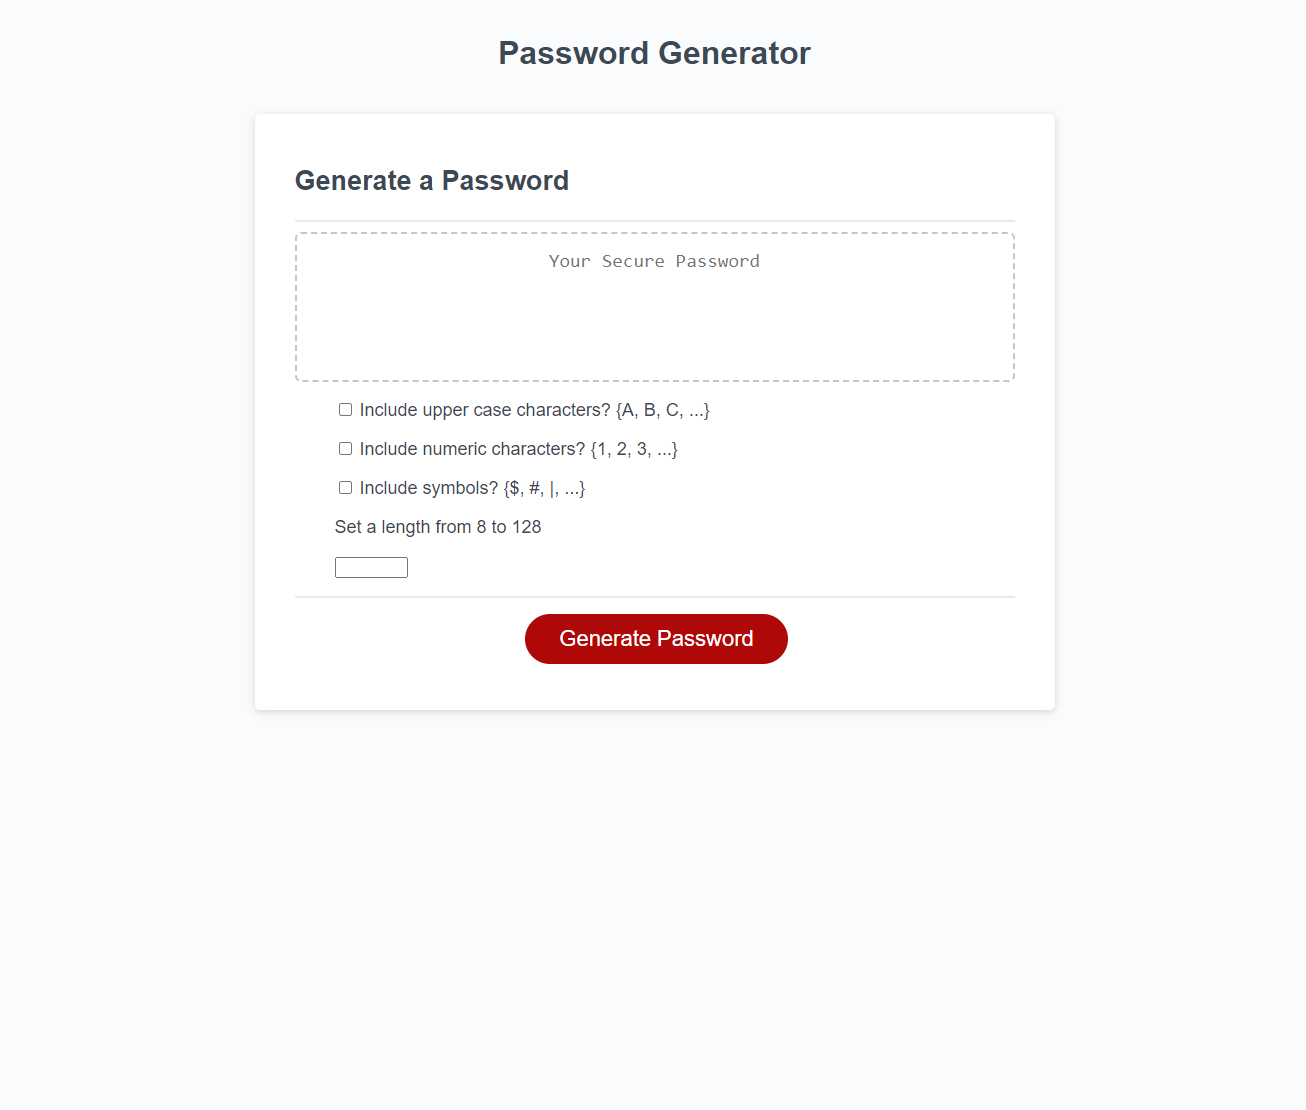 Password Generator
Generate a Password
Your Secure Password
Include upper case characters? {A, B, C, ...}
Include numeric characters? {1, 2, 3, ...}
Include symbols? {$, #, |, ...}
Set a length from 8 to 128
Generate Password